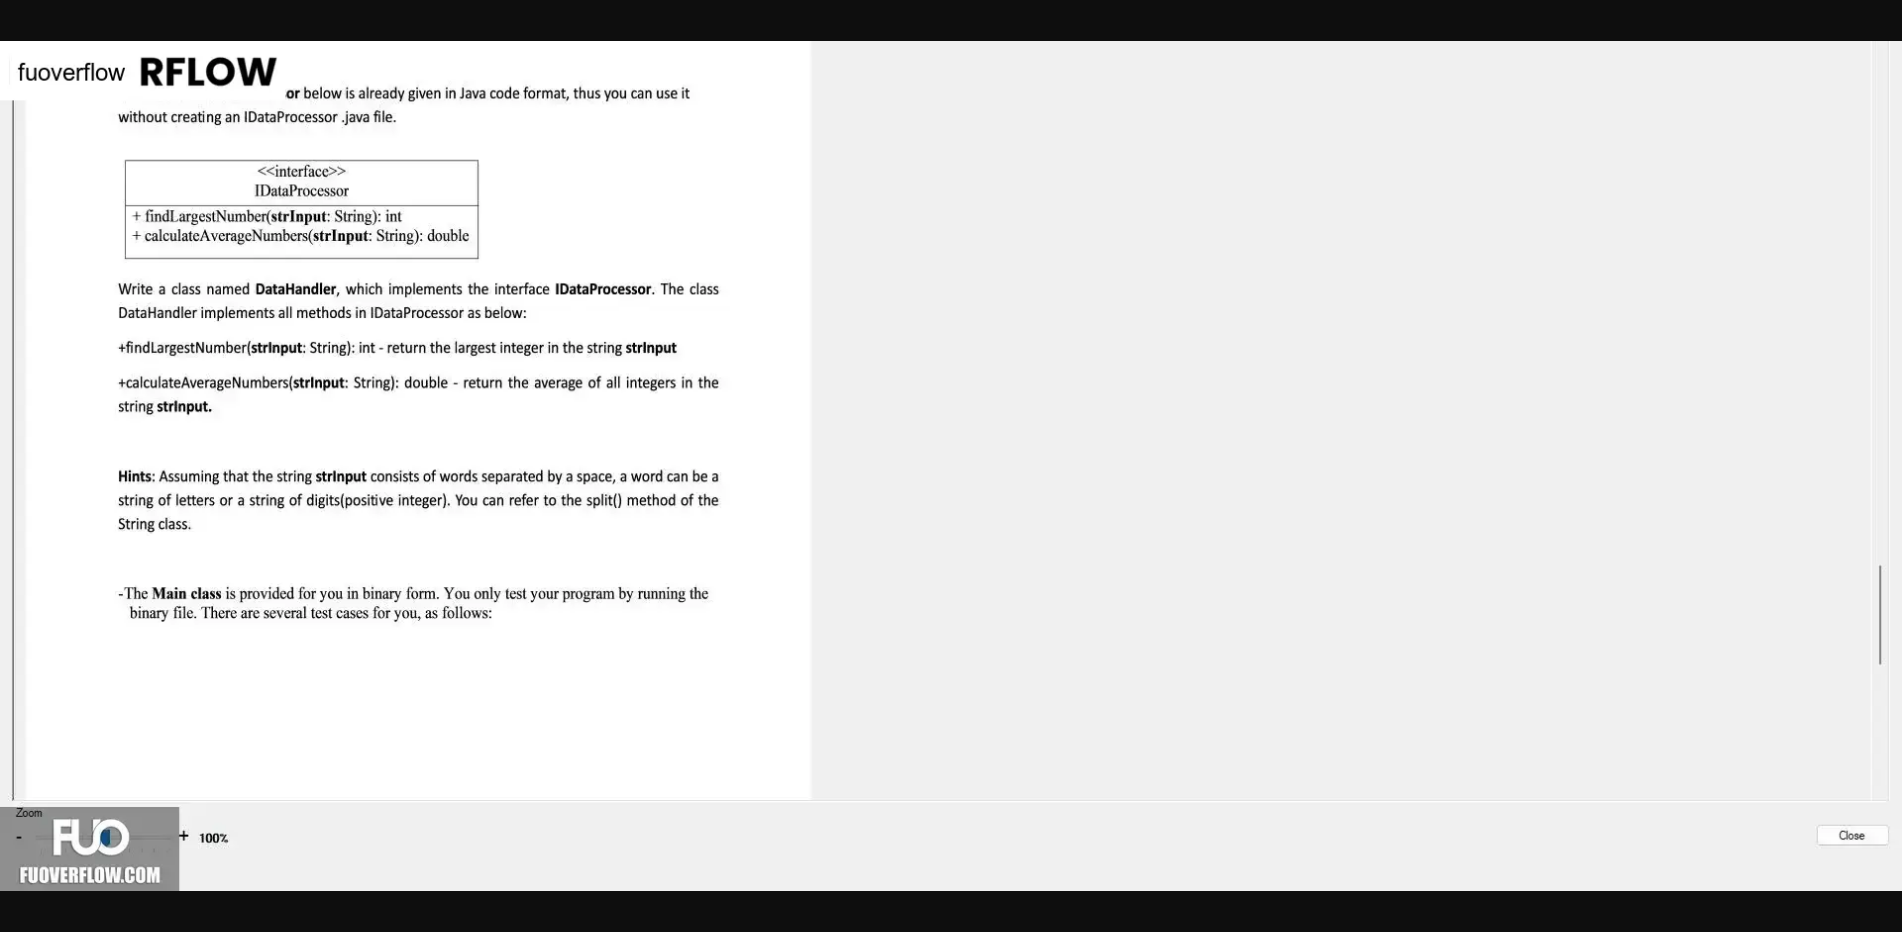 fuoverflow RFLOW
or below is already given in Java code format, thus you can use it
without creating an IDataProcessor .java file.
<<interface>>
IDataProcessor
+ findLargestNumber(strInput: String): int
+ calculateAverageNumbers(strInput: String): double
Write a class named DataHandler, which implements the interface IDataProcessor. The class
DataHandler implements all methods in IDataProcessor as below:
+findLargestNumber(strInput: String): int - return the largest integer in the string strInput
+calculateAverageNumbers(strInput: String): double - return the average of all integers in the
string strInput.
Hints: Assuming that the string strInput consists of words separated by a space, a word can be a
string of letters or a string of digits(positive integer). You can refer to the split() method of the
String class.
-The Main class is provided for you in binary form. You only test your program by running the
binary file. There are several test cases for you, as follows:
Zoom
- + 100%
FUO
FUOVERFLOW.COM
Close